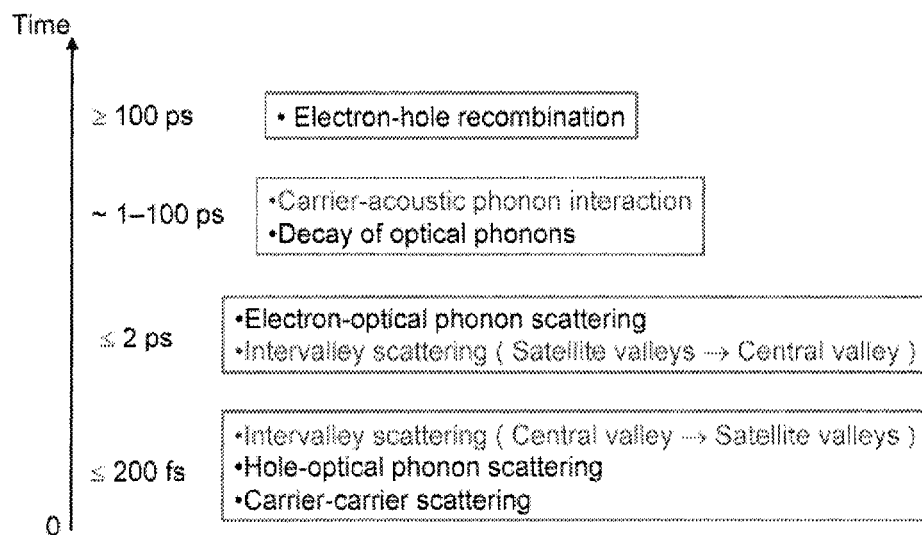 Time
≥ 100 ps
• Electron-hole recombination
~ 1–100 ps
•Carrier-acoustic phonon interaction
•Decay of optical phonons
≤ 2 ps
•Electron-optical phonon scattering
•Intervalley scattering ( Satellite valleys → Central valley )
≤ 200 fs
•Intervalley scattering ( Central valley → Satellite valleys )
•Hole-optical phonon scattering
•Carrier-carrier scattering
0